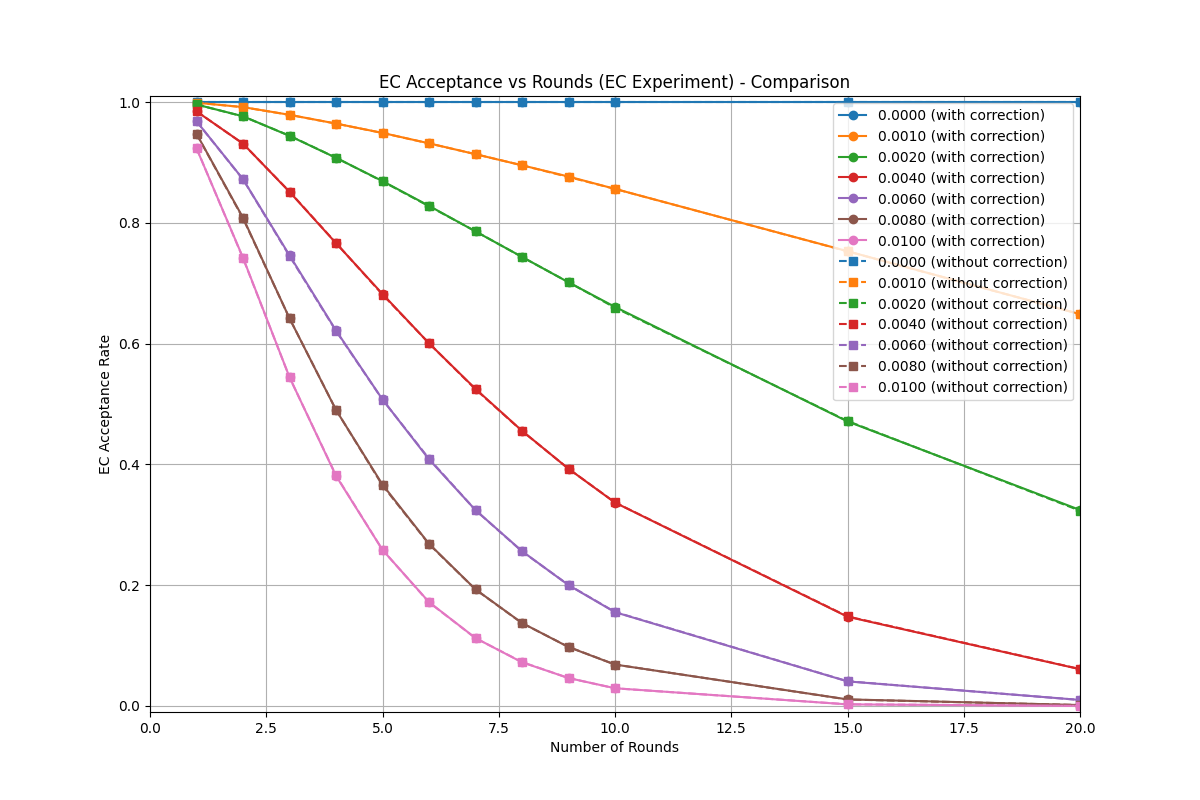 EC Acceptance vs Rounds (EC Experiment) - Comparison
1.0
0.8
0.6
0.4
0.2
0.0
EC Acceptance Rate
0.0000 (with correction)
0.0010 (with correction)
0.0020 (with correction)
0.0040 (with correction)
0.0060 (with correction)
0.0080 (with correction)
0.0100 (with correction)
0.0000 (without correction)
0.0010 (without correction)
0.0020 (without correction)
0.0040 (without correction)
0.0060 (without correction)
0.0080 (without correction)
0.0100 (without correction)
0.0 2.5 5.0 7.5 10.0 12.5 15.0 17.5 20.0
Number of Rounds